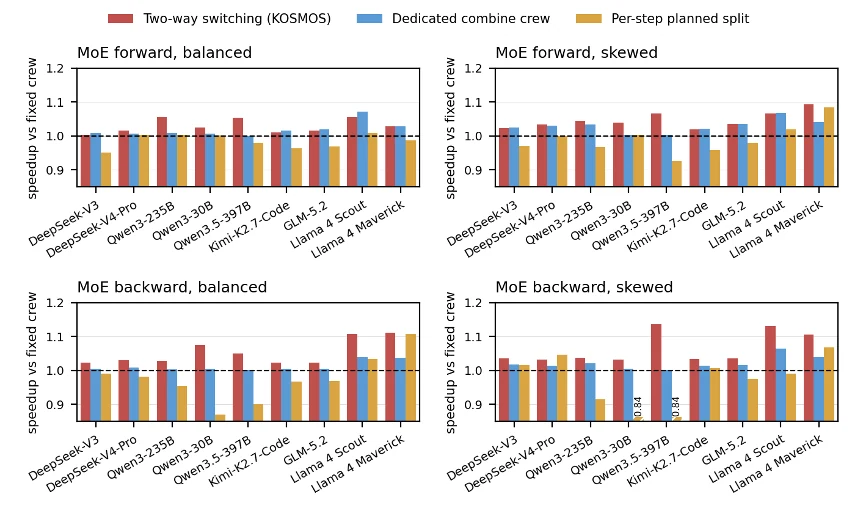 Two-way switching (KOSMOS) Dedicated combine crew Per-step planned split
MoE forward, balanced
speedup vs fixed crew
1.2
1.1
1.0
0.9
DeepSeek-V3
DeepSeek-V4-Pro
Qwen3-235B
Qwen3-30B
Qwen3.5-397B
Kimi-K2.7-Code
GLM-5.2
Llama 4 Scout
Llama 4 Maverick
MoE forward, skewed
speedup vs fixed crew
1.2
1.1
1.0
0.9
DeepSeek-V3
DeepSeek-V4-Pro
Qwen3-235B
Qwen3-30B
Qwen3.5-397B
Kimi-K2.7-Code
GLM-5.2
Llama 4 Scout
Llama 4 Maverick
MoE backward, balanced
speedup vs fixed crew
1.2
1.1
1.0
0.9
DeepSeek-V3
DeepSeek-V4-Pro
Qwen3-235B
Qwen3-30B
Qwen3.5-397B
Kimi-K2.7-Code
GLM-5.2
Llama 4 Scout
Llama 4 Maverick
MoE backward, skewed
speedup vs fixed crew
1.2
1.1
1.0
0.9
0.84
0.84
DeepSeek-V3
DeepSeek-V4-Pro
Qwen3-235B
Qwen3-30B
Qwen3.5-397B
Kimi-K2.7-Code
GLM-5.2
Llama 4 Scout
Llama 4 Maverick